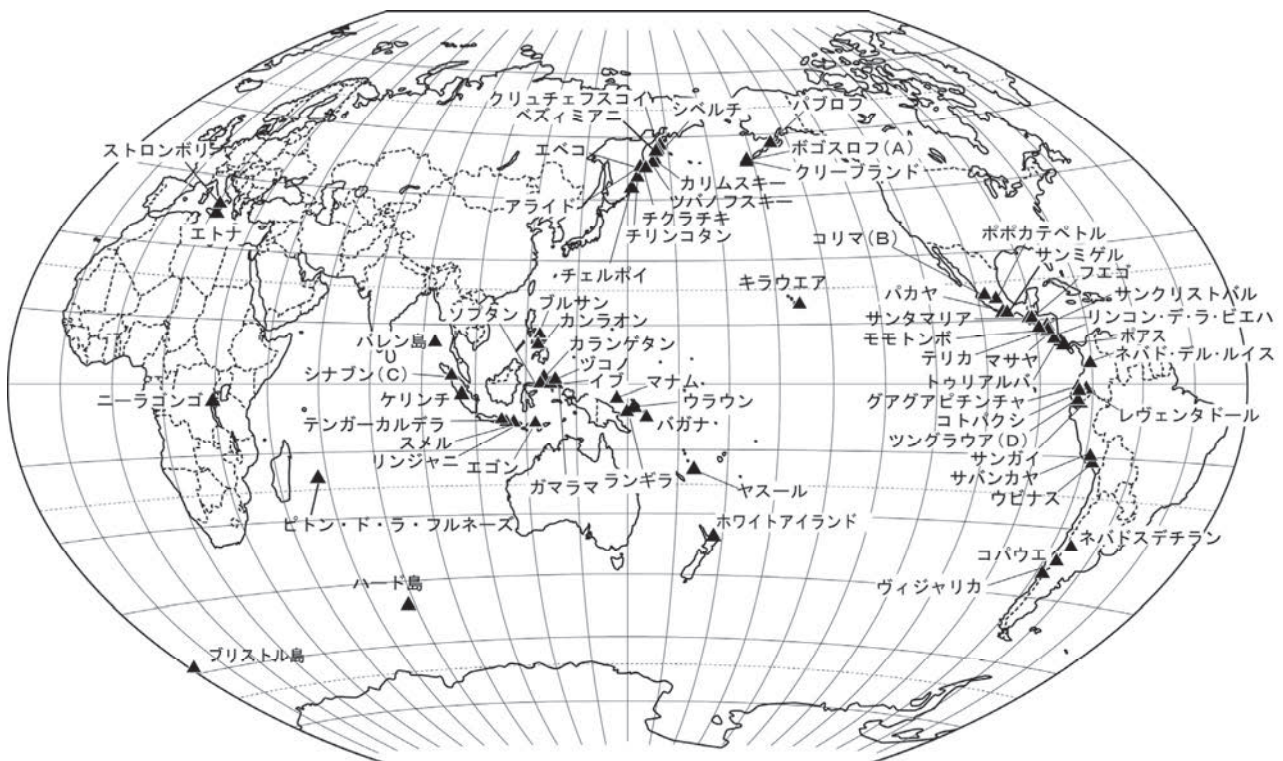 クリュチェフスコイ
シベルチ
パブロフ
ベズィミアニ
ストロンボリ
エベコ
ボゴスロフ(A)
クリーブランド
カリムスキー
ツパノフスキー
アライド
エトナ
チクラチキ
チリンコタン
コリマ(B)
ポポカテペトル
サンミゲル
チェルポイ
キラウエア
フエゴ
パカヤ
サンクリストバル
ブルサン
ソプタン
サンタマリア
リンコン・デ・ラ・ビエハ
カンラオン
モモトンボ
ポアス
バレン島
カランゲタン
テリカ
マサヤ
ネバド・デル・ルイス
ヅコノ
シナブン(C)
イブ
マナム
トゥリアルバ
ニーラゴンゴ
ケリンチ
ウラウン
グアグアピチンチャ
レヴェンタドール
コトパクシ
テンガーカルデラ
バガナ
ツングラウア(D)
スメル
サンガイ
リンジャニ
エゴン
サバンカヤ
ガマラマ
ランギラ
ヤスール
ウビナス
ピトン・ド・ラ・フルネーズ
ホワイトアイランド
ネバドスデチラン
コパウエ
ハード島
ヴィジャリカ
ブリストル島